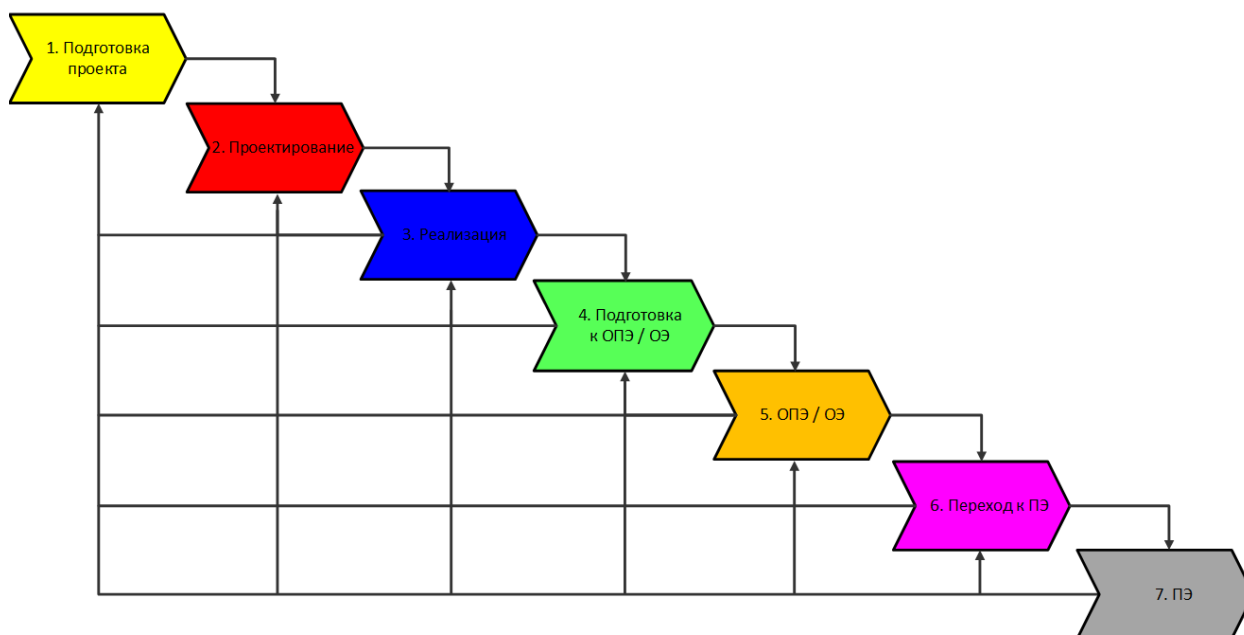 1. Подготовка
проекта
2. Проектирование
3. Реализация
4. Подготовка
к ОПЭ / ОЭ
5. ОПЭ / ОЭ
6. Переход к ПЭ
7. ПЭ